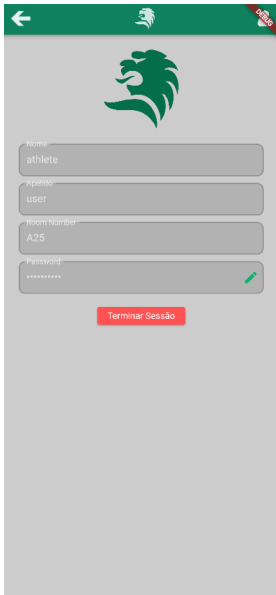 DEBUG
Nome
athlete
Apelido
user
Room Number
A25
Password
••••••••••
Terminar Sessão